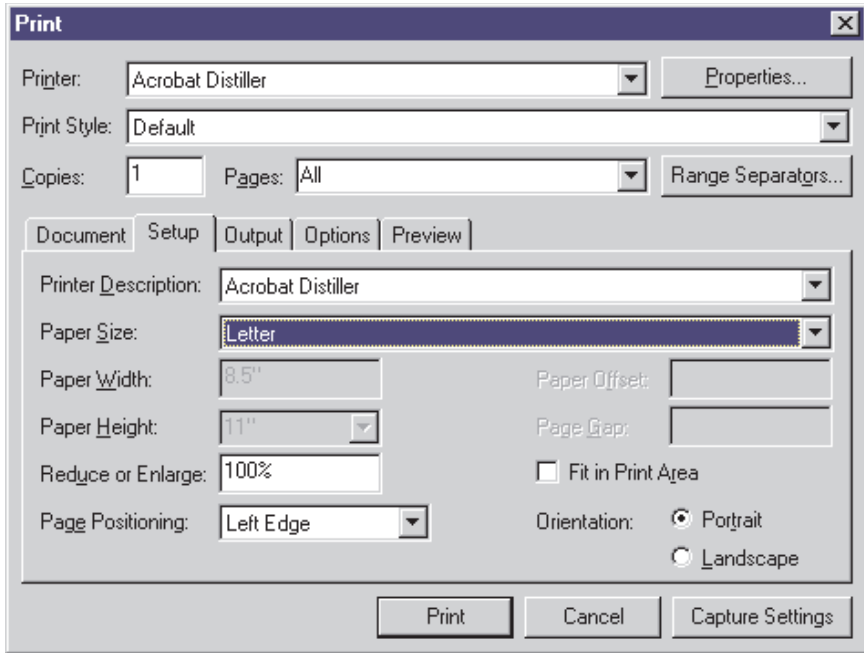 Print
Printer: Acrobat Distiller Properties...
Print Style: Default
Copies: 1 Pages: All Range Separators...
Document Setup Output Options Preview
Printer Description: Acrobat Distiller
Paper Size: Letter
Paper Width: 8.5" Paper Offset:
Paper Height: 11" Page Gap:
Reduce or Enlarge: 100% Fit in Print Area
Page Positioning: Left Edge Orientation: Portrait
Landscape
Print Cancel Capture Settings